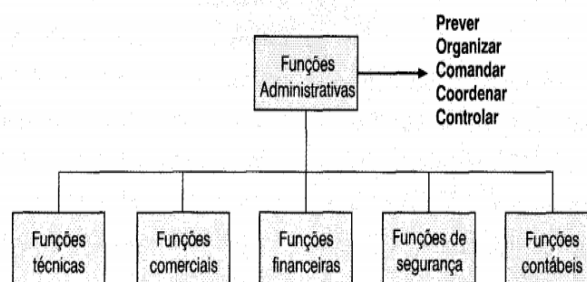 Prever
Organizar
Comandar
Coordenar
Controlar
Funções
Administrativas
Funções
técnicas
Funções
comerciais
Funções
financeiras
Funções de
segurança
Funções
contábeis